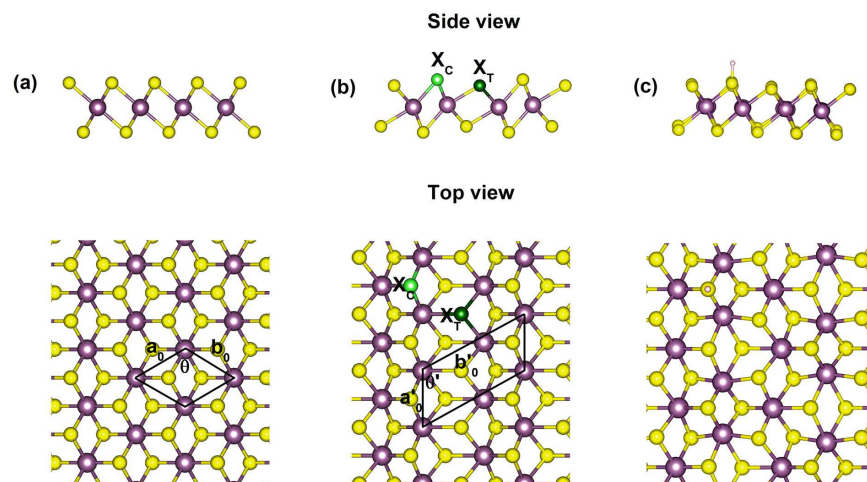 Side view
(a)
(b)
X_C
X_T
(c)
Top view
X_C
X_T
a_0
b_0
θ
b'_0
θ'
a'_0